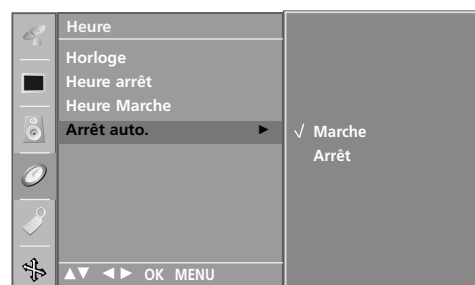 Heure
Horloge
Heure arrêt
Heure Marche
Arrêt auto. ►
√ Marche
Arrêt
▲▼ ◄► OK MENU